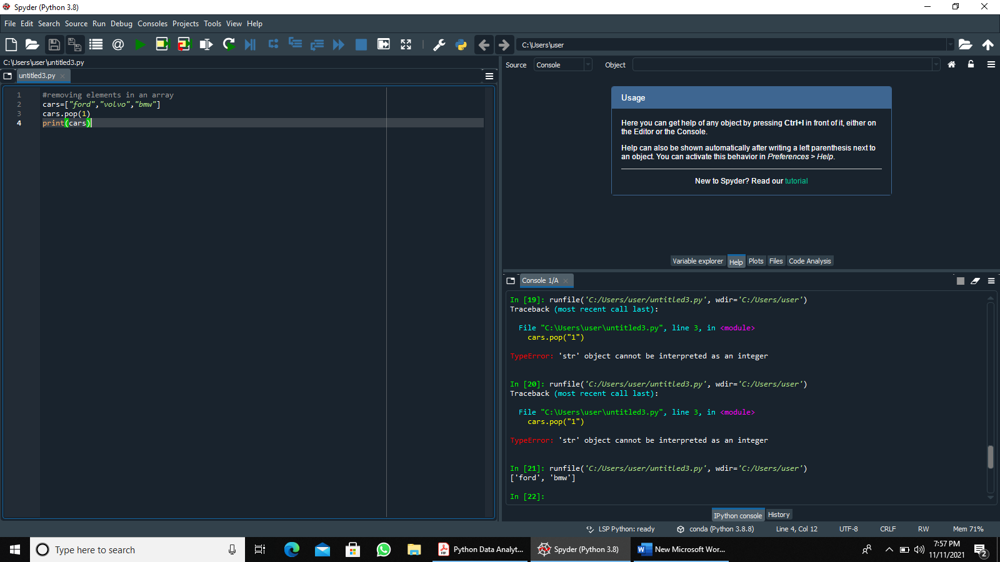 Spyder (Python 3.8)
File Edit Search Source Run Debug Consoles Projects Tools View Help
C:\Users\user
C:\Users\user\untitled3.py
untitled3.py
1 #removing elements in an array
2 cars=["ford","volvo","bmw"]
3 cars.pop(1)
4 print(cars)
Source Console Object
Usage
Here you can get help of any object by pressing Ctrl+I in front of it, either on
the Editor or the Console.
Help can also be shown automatically after writing a left parenthesis next to
an object. You can activate this behavior in Preferences > Help.
New to Spyder? Read our tutorial
Variable explorer Help Plots Files Code Analysis
Console 1/A
In [19]: runfile('C:/Users/user/untitled3.py', wdir='C:/Users/user')
Traceback (most recent call last):
File "C:\Users\user\untitled3.py", line 3, in <module>
cars.pop("1")
TypeError: 'str' object cannot be interpreted as an integer
In [20]: runfile('C:/Users/user/untitled3.py', wdir='C:/Users/user')
Traceback (most recent call last):
File "C:\Users\user\untitled3.py", line 3, in <module>
cars.pop("1")
TypeError: 'str' object cannot be interpreted as an integer
In [21]: runfile('C:/Users/user/untitled3.py', wdir='C:/Users/user')
['ford', 'bmw']
In [22]:
IPython console History
LSP Python: ready conda (Python 3.8.8) Line 4, Col 12 UTF-8 CRLF RW Mem 71%
Type here to search
Python Data Analyt...
Spyder (Python 3.8)
New Microsoft Wor...
7:57 PM
11/11/2021
2